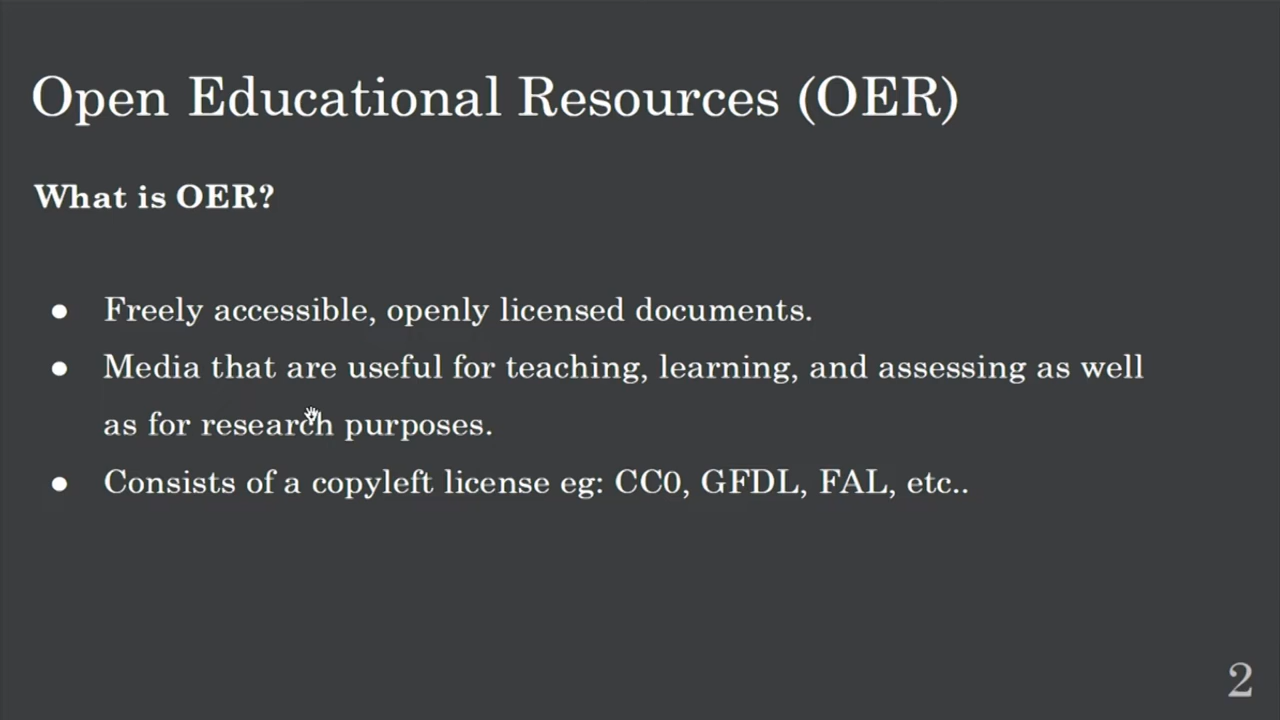 Open Educational Resources (OER)
What is OER?
● Freely accessible, openly licensed documents.
● Media that are useful for teaching, learning, and assessing as well
as for research purposes.
● Consists of a copyleft license eg: CC0, GFDL, FAL, etc..
2